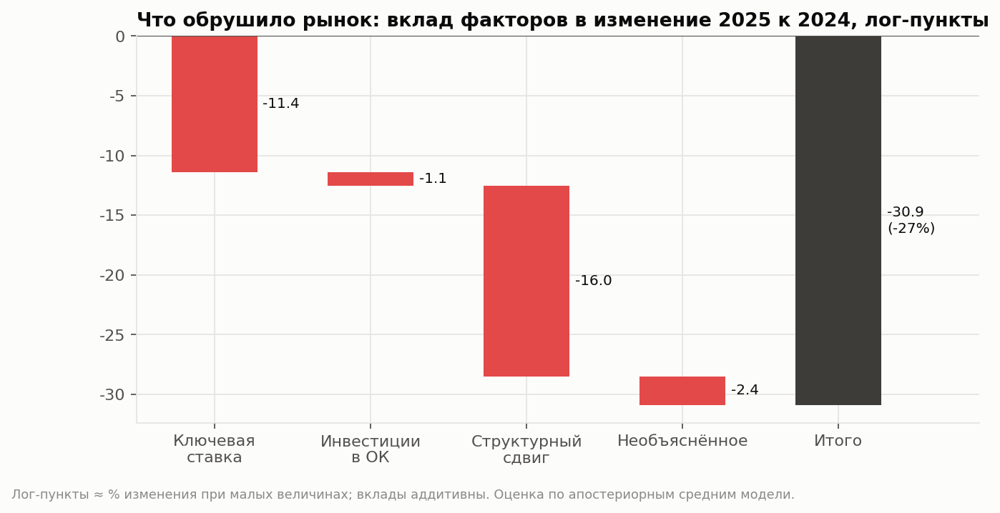 Что обрушило рынок: вклад факторов в изменение 2025 к 2024, лог-пункты
0
-5
-10
-15
-20
-25
-30
-11.4
-1.1
-16.0
-2.4
-30.9
(-27%)
Ключевая
ставка
Инвестиции
в ОК
Структурный
сдвиг
Необъяснённое
Итого
Лог-пункты ≈ % изменения при малых величинах; вклады аддитивны. Оценка по апостериорным средним модели.